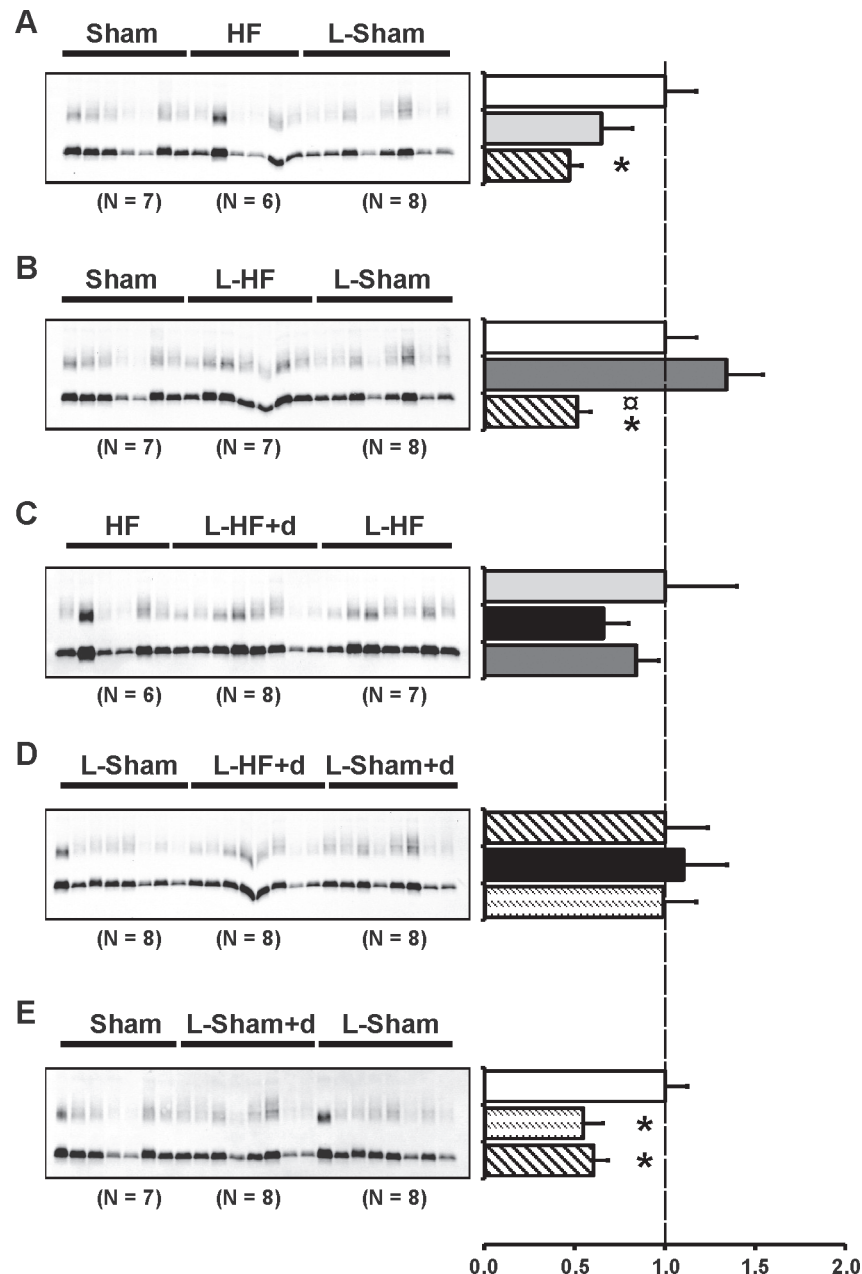 A
Sham HF L-Sham
*
(N = 7) (N = 6) (N = 8)
B
Sham L-HF L-Sham
¤
*
(N = 7) (N = 7) (N = 8)
C
HF L-HF+d L-HF
(N = 6) (N = 8) (N = 7)
D
L-Sham L-HF+d L-Sham+d
(N = 8) (N = 8) (N = 8)
E
Sham L-Sham+d L-Sham
*
*
(N = 7) (N = 8) (N = 8)
0.0 0.5 1.0 1.5 2.0